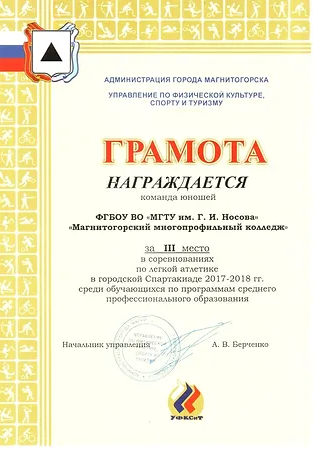 АДМИНИСТРАЦИЯ ГОРОДА МАГНИТОГОРСКА
УПРАВЛЕНИЕ ПО ФИЗИЧЕСКОЙ КУЛЬТУРЕ,
СПОРТУ И ТУРИЗМУ
ГРАМОТА
НАГРАЖДАЕТСЯ
команда юношей
ФГБОУ ВО «МГТУ им. Г. И. Носова»
«Магнитогорский многопрофильный колледж»
за III место
в соревнованиях
по легкой атлетике
в городской Спартакиаде 2017-2018 гг.
среди обучающихся по программам среднего
профессионального образования
Начальник управления А. В. Берченко
УФКСиТ